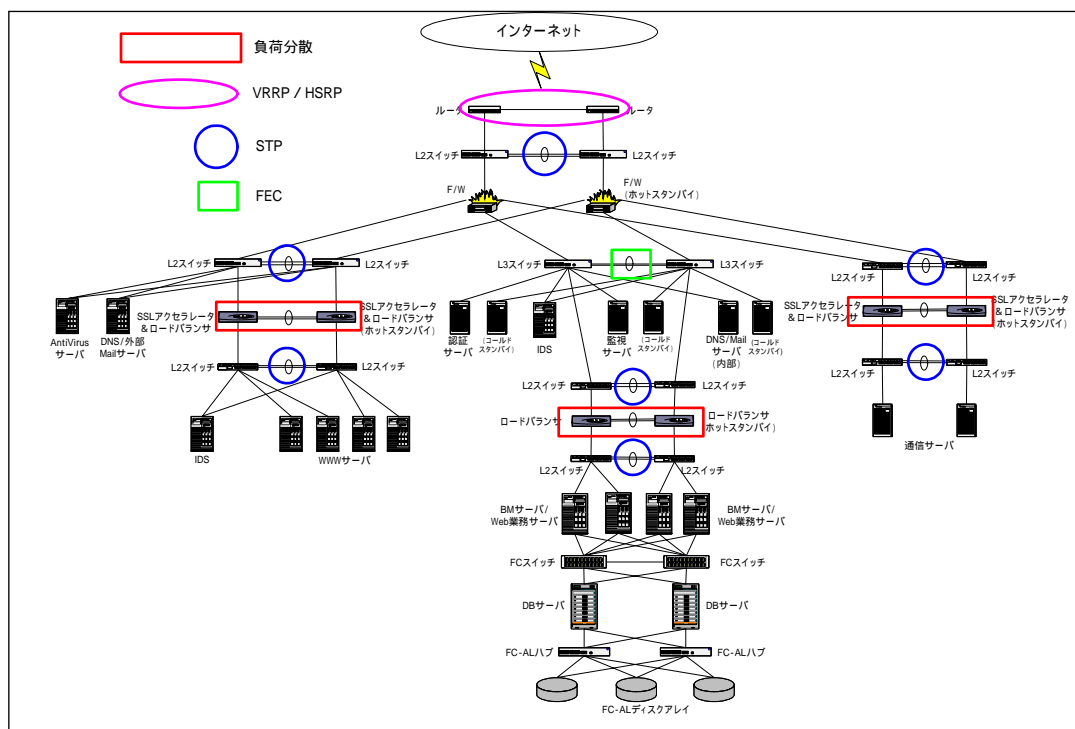 インターネット
負荷分散
VRRP / HSRP
STP
FEC
ルータ
ルータ
L2スイッチ
L2スイッチ
F/W
F/W
(ホットスタンバイ)
L2スイッチ
L2スイッチ
L3スイッチ
L3スイッチ
L2スイッチ
L2スイッチ
AntiVirus
サーバ
DNS/外部
Mailサーバ
SSLアクセラレータ
&ロードバランサ
SSLアクセラレータ
&ロードバランサ
ホットスタンバイ)
認証
サーバ
(コールド
スタンバイ)
IDS
監視
サーバ
(コールド
スタンバイ)
DNS/Mail
サーバ
(内部)
(コールド
スタンバイ)
SSLアクセラレータ
&ロードバランサ
SSLアクセラレータ
&ロードバランサ
ホットスタンバイ)
L2スイッチ
L2スイッチ
L2スイッチ
L2スイッチ
L2スイッチ
L2スイッチ
IDS
WWWサーバ
ロードバランサ
ロードバランサ
ホットスタンバイ)
通信サーバ
L2スイッチ
L2スイッチ
BMサーバ/
Web業務サーバ
BMサーバ/
Web業務サーバ
FCスイッチ
FCスイッチ
DBサーバ
DBサーバ
FC-ALハブ
FC-ALハブ
FC-ALディスクアレイ